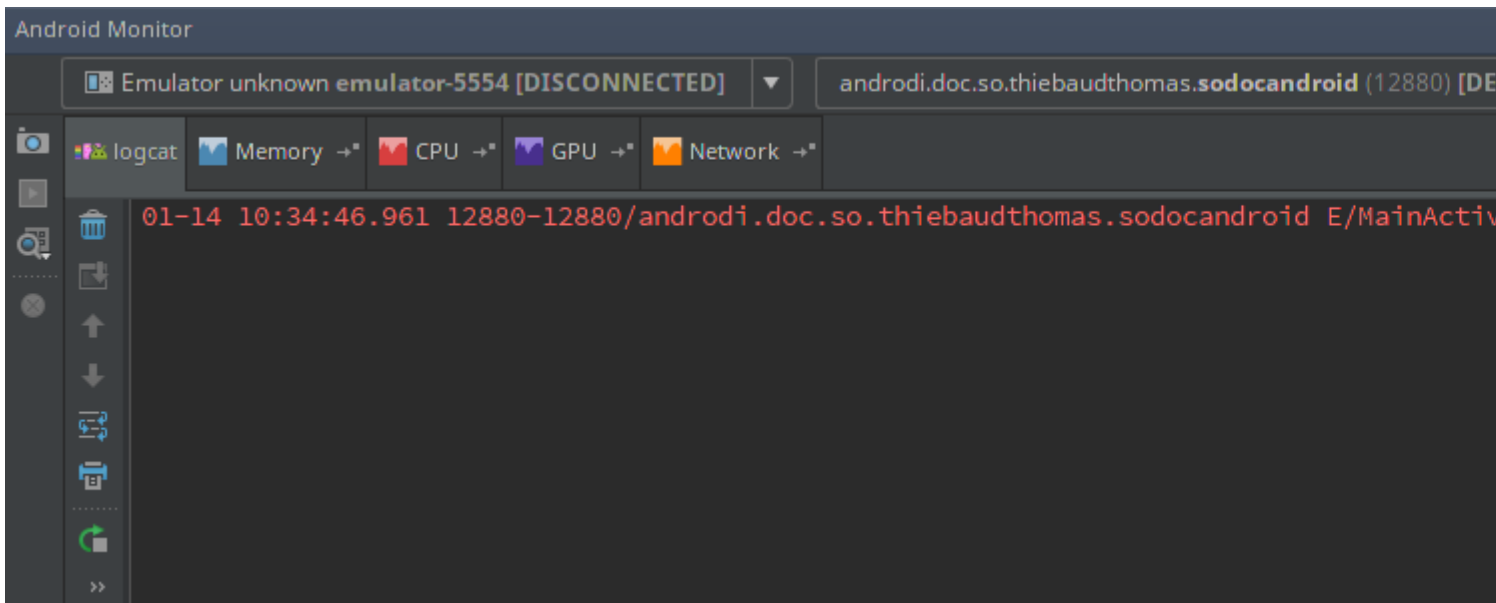 Android Monitor
Emulator unknown emulator-5554 [DISCONNECTED] androdi.doc.so.thiebaudthomas.sodocandroid (12880) [DE
logcat Memory CPU GPU Network
01-14 10:34:46.961 12880-12880/androdi.doc.so.thiebaudthomas.sodocandroid E/MainActiv